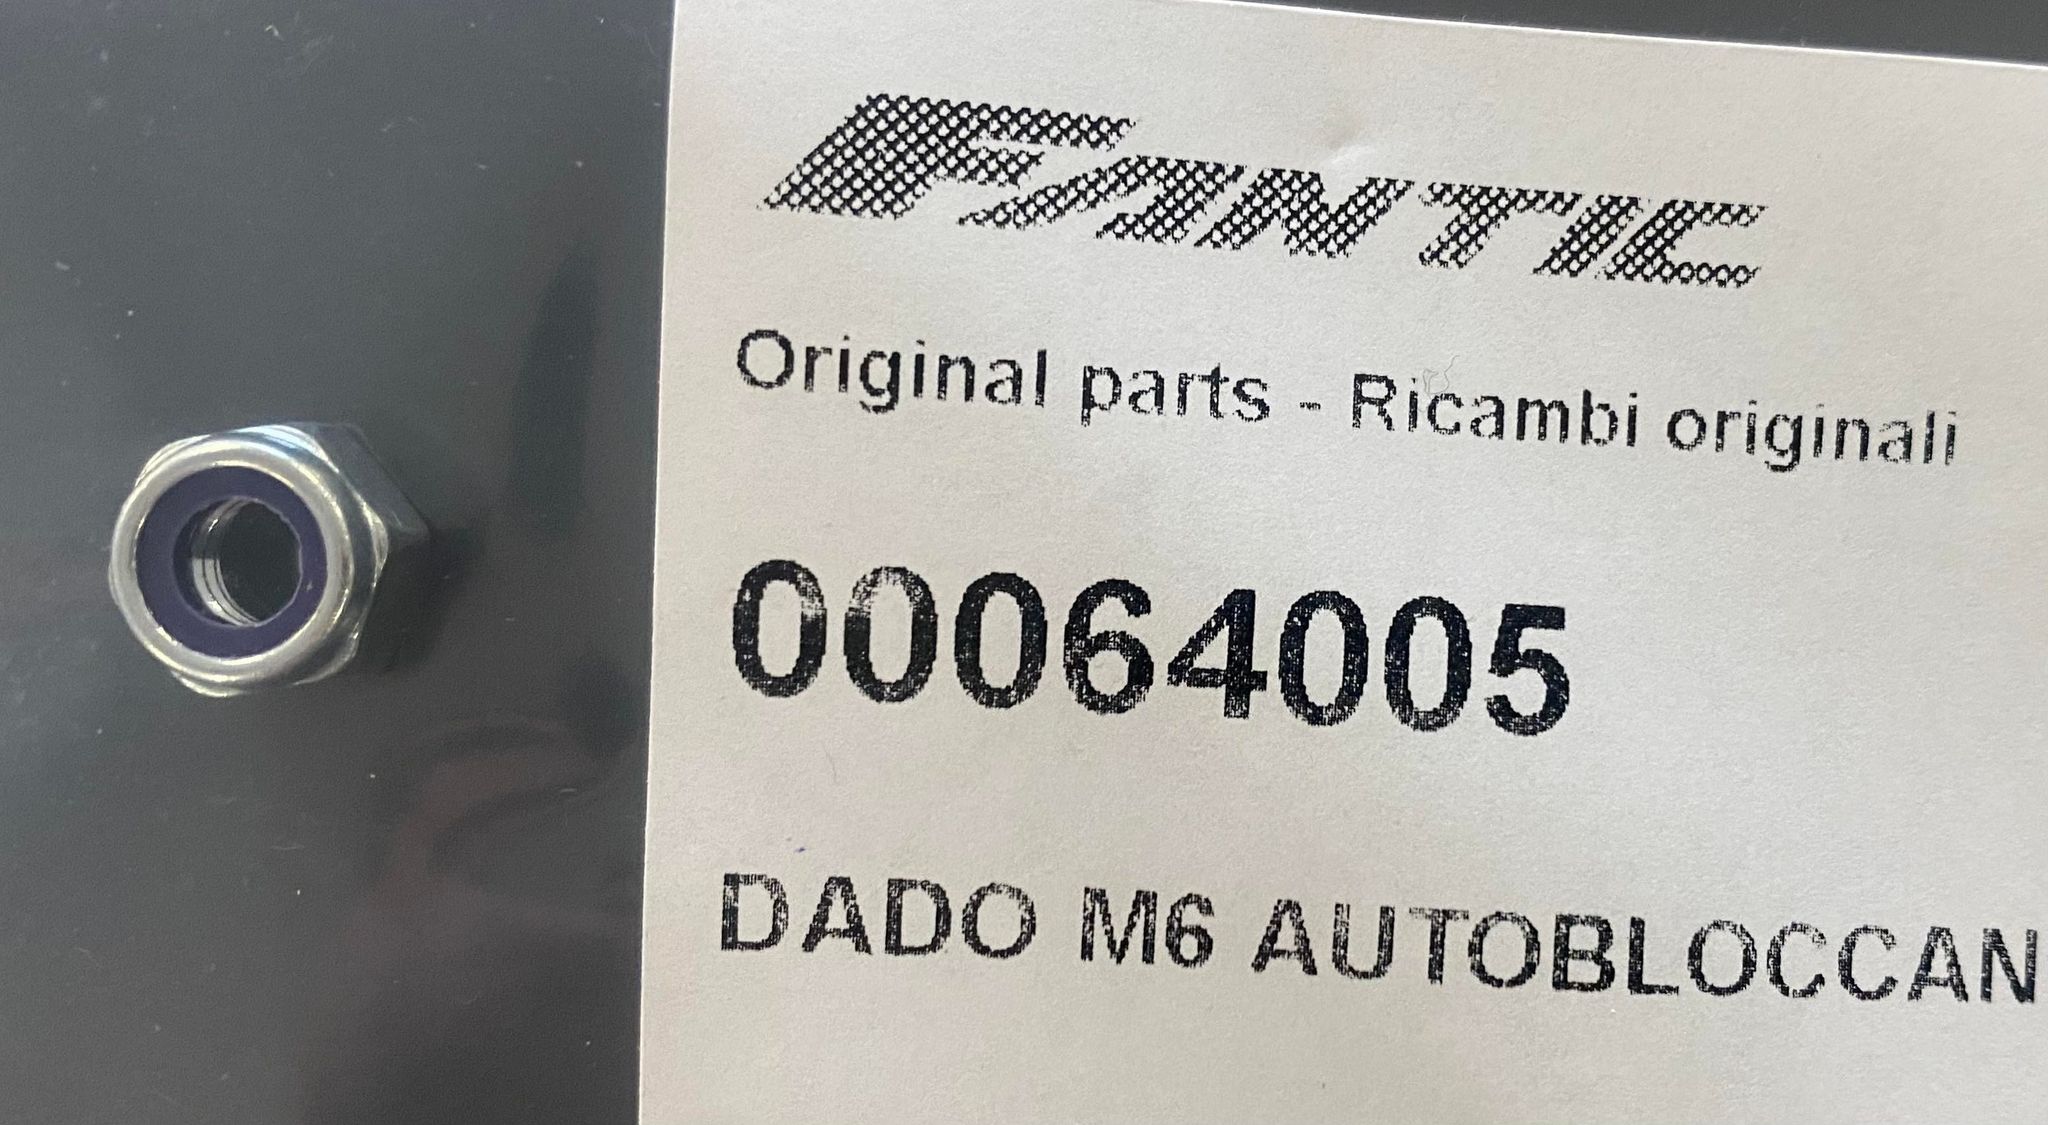 FANTIC
Original parts - Ricambi originali
00064005
DADO M6 AUTOBLOCCAN